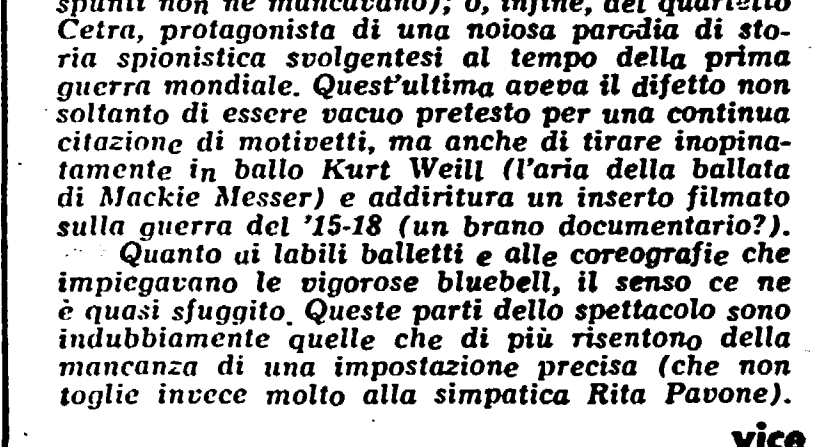 spunti non ne mancavano); o, infine, del quartetto
Cetra, protagonista di una noiosa parodia di sto-
ria spionistica svolgentesi al tempo della prima
guerra mondiale. Quest'ultima aveva il difetto non
soltanto di essere vacuo pretesto per una continua
citazione di motivetti, ma anche di tirare inopina-
tamente in ballo Kurt Weill (l'aria della ballata
di Mackie Messer) e addiritura un inserto filmato
sulla guerra del '15-18 (un brano documentario?).
Quanto ai labili balletti e alle coreografie che
impiegavano le vigorose bluebell, il senso ce ne
è quasi sfuggito. Queste parti dello spettacolo sono
indubbiamente quelle che di più risentono della
mancanza di una impostazione precisa (che non
toglie invece molto alla simpatica Rita Pavone).
vice